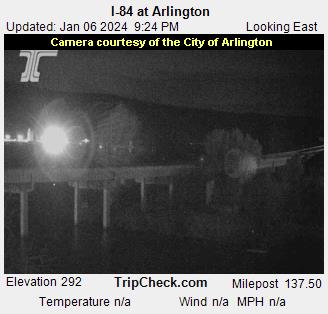 I-84 at Arlington
Updated: Jan 06 2024 9:24 PM Looking East
Camera courtesy of the City of Arlington
Elevation 292 TripCheck.com Milepost 137.50
Temperature n/a Wind n/a MPH n/a